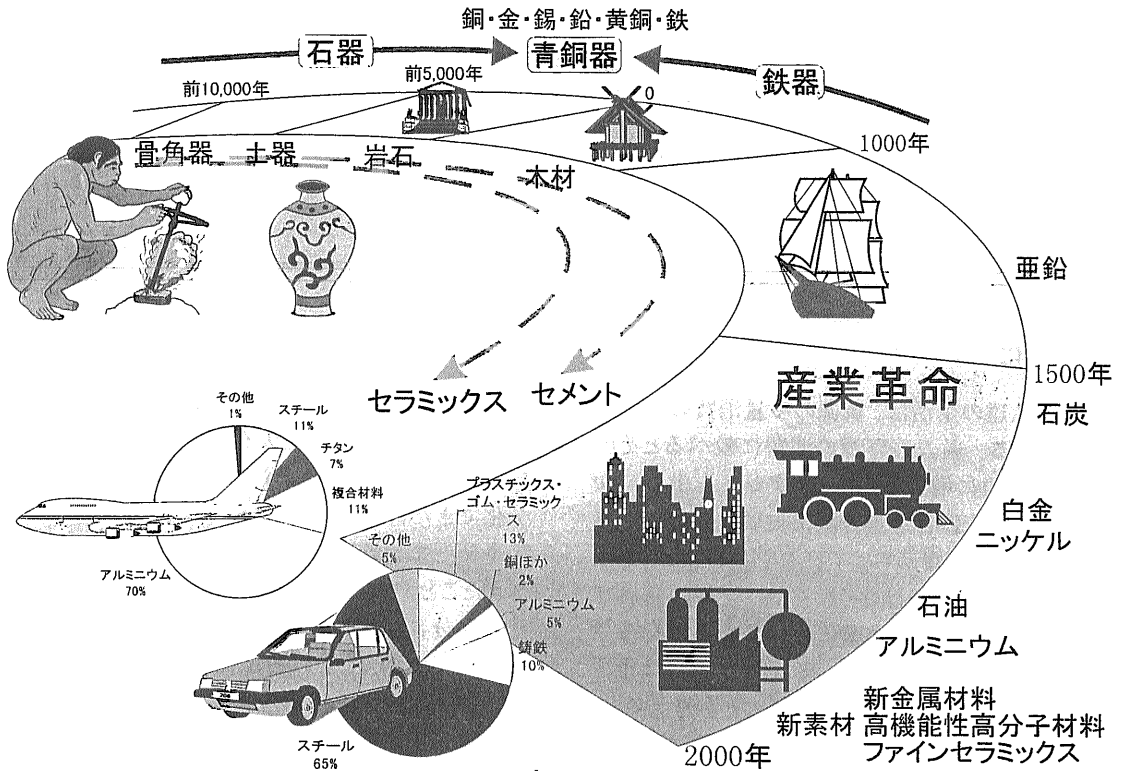 銅・金・錫・鉛・黄銅・鉄
石器
青銅器
鉄器
前10,000年
前5,000年
0
1000年
骨角器
土器
岩石
木材
亜鉛
セラミックス
セメント
産業革命
1500年
石炭
その他
1%
スチール
11%
チタン
7%
複合材料
11%
アルミニウム
70%
プラスチックス・
ゴム・セラミック
ス
13%
その他
5%
銅ほか
2%
アルミニウム
5%
鋳鉄
10%
スチール
65%
白金
ニッケル
石油
アルミニウム
新素材
新金属材料
高機能性高分子材料
ファインセラミックス
2000年